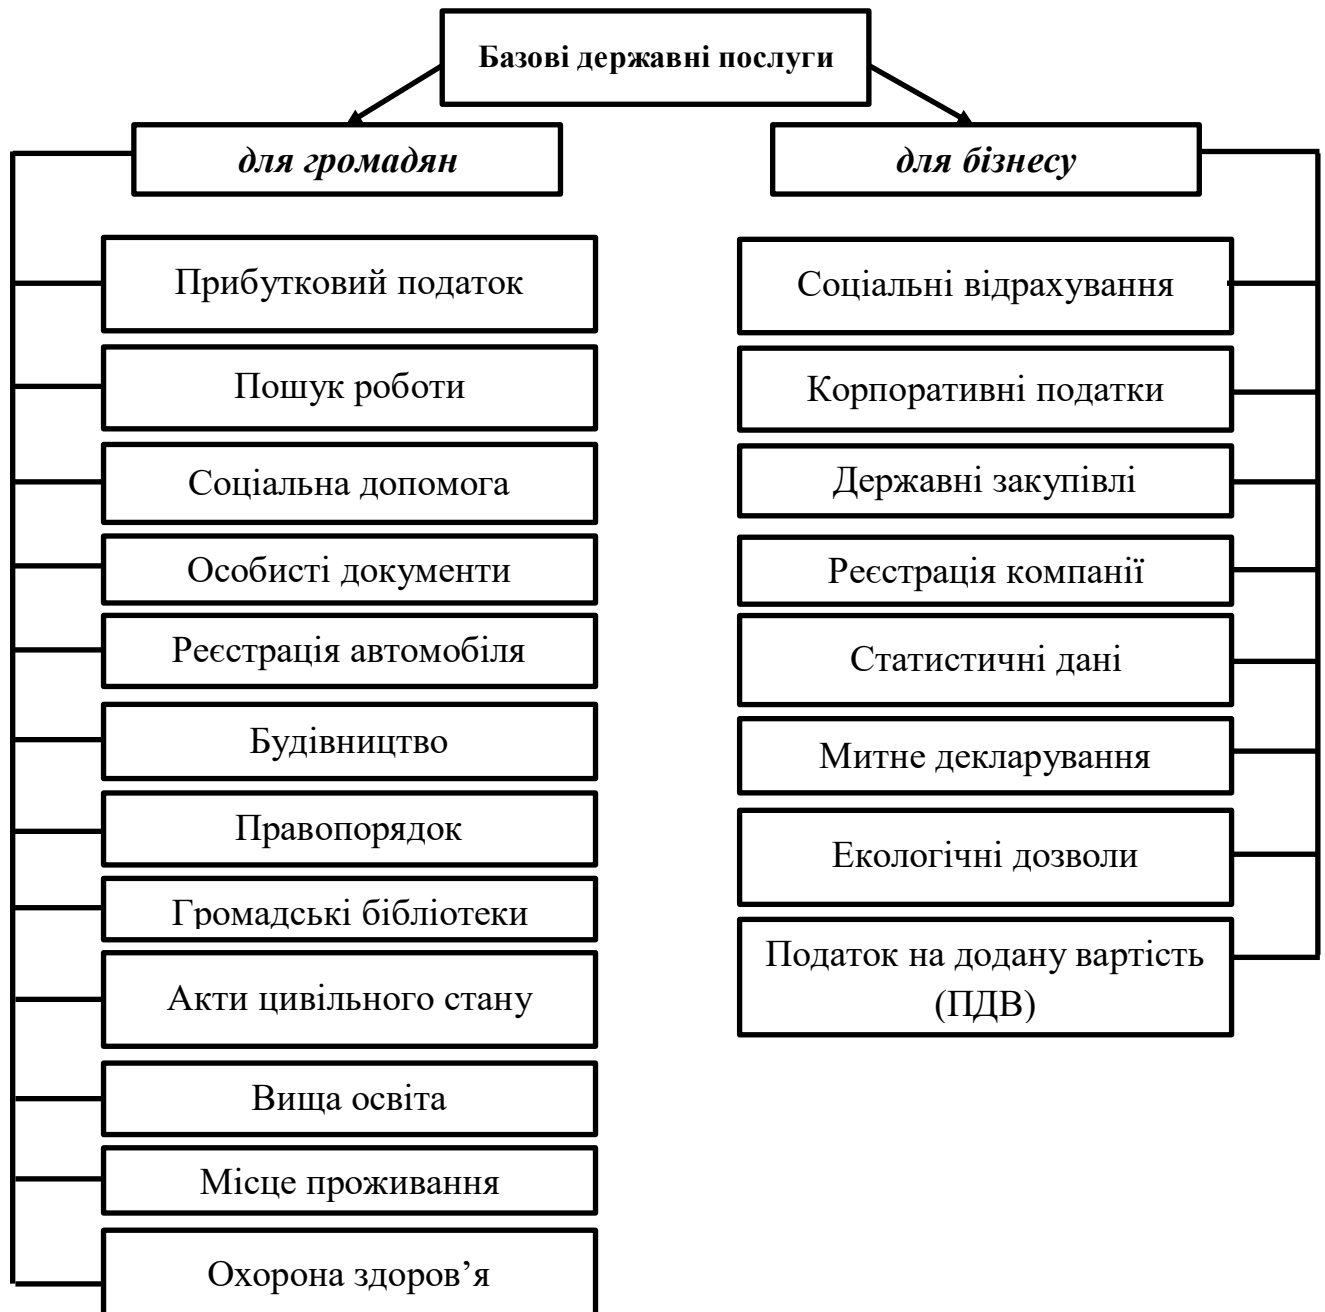 Базові державні послуги
для громадян
Прибутковий податок
Пошук роботи
Соціальна допомога
Особисті документи
Реєстрація автомобіля
Будівництво
Правопорядок
Громадські бібліотеки
Акти цивільного стану
Вища освіта
Місце проживання
Охорона здоров’я
для бізнесу
Соціальні відрахування
Корпоративні податки
Державні закупівлі
Реєстрація компанії
Статистичні дані
Митне декларування
Екологічні дозволи
Податок на додану вартість
(ПДВ)